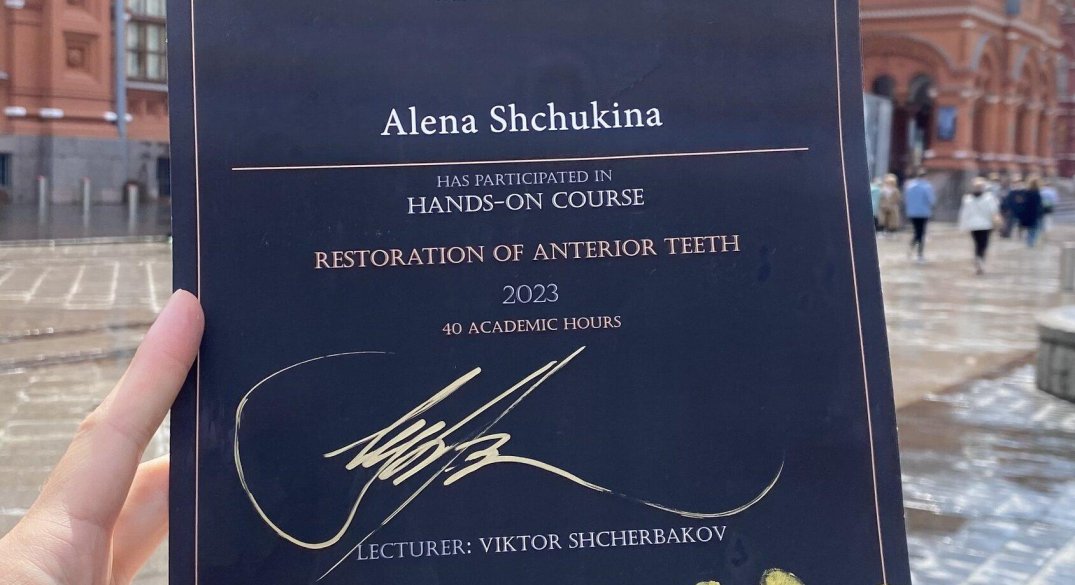 Alena Shchukina
HAS PARTICIPATED IN
HANDS-ON COURSE
RESTORATION OF ANTERIOR TEETH
2023
40 ACADEMIC HOURS
LECTURER: VIKTOR SHCHERBAKOV